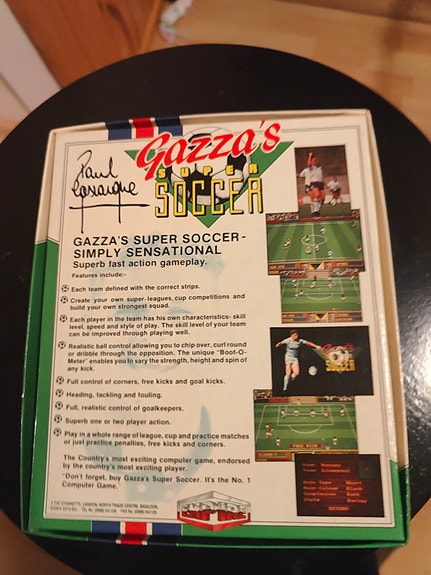 Gazza's
SUPER
SOCCER
Paul
Gascoigne
GAZZA'S SUPER SOCCER-
SIMPLY SENSATIONAL
Superb fast action gameplay.
Features include:-
Each team defined with the correct strips.
Create your own super-leagues, cup competitions and
build your own strongest squad.
Each player in the team has his own characteristics- skill
level, speed and style of play. The skill level of your team
can be improved through playing well.
Realistic ball control allowing you to chip over, curl round
or dribble through the opposition. The unique "Boot-O-
Meter" enables you to vary the strength, height and spin of
any kick.
Full control of corners, free kicks and goal kicks.
Heading, tackling and fouling.
Full, realistic control of goalkeepers.
Superb one or two player action.
Play in a whole range of league, cup and practice matches
or just practice penalties, free kicks and corners.
The Country's most exciting computer game, endorsed
by the country's most exciting player.
"Don't forget, buy Gazza's Super Soccer. It's the No. 1
Computer Game."
EMPIRE
Gazza's
SUPER
SOCCER